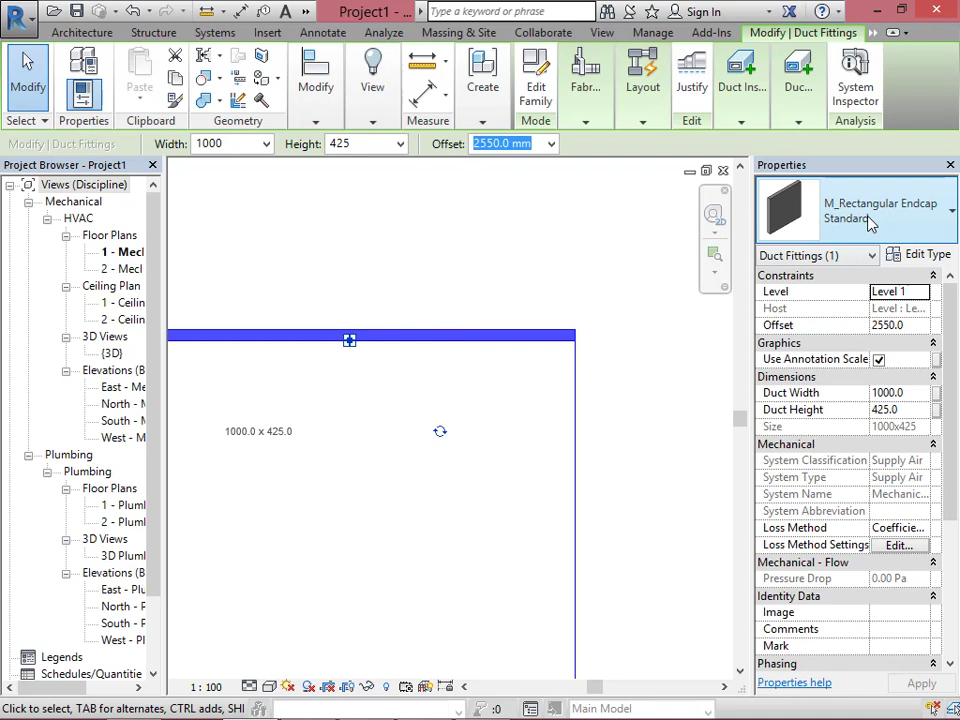 Project1 - ...
Type a keyword or phrase
Sign In
Architecture Structure Systems Insert Annotate Analyze Massing & Site Collaborate View Manage Add-Ins Modify | Duct Fittings
Modify Paste Modify View Create Edit Family Fabr... Layout Justify Duct Ins... Duc... System Inspector
Select Properties Clipboard Geometry Measure Mode Edit Analysis
Modify | Duct Fittings Width: 1000 Height: 425 Offset: 2550.0 mm
Project Browser - Project1
Views (Discipline)
Mechanical
HVAC
Floor Plans
1 - Mecl
2 - Mecl
Ceiling Plan
1 - Ceilin
2 - Ceilin
3D Views
{3D}
Elevations (B
East - Me
North - M
South - M
West - M
Plumbing
Plumbing
Floor Plans
1 - Pluml
2 - Pluml
3D Views
3D Plum
Elevations (B
East - Plu
North - P
South - P
West - Pl
Legends
Schedules/Quantitie
2D
1000.0 x 425.0
1 : 100
Properties
M_Rectangular Endcap
Standard
Duct Fittings (1) Edit Type
Constraints
Level Level 1
Host Level : Le...
Offset 2550.0
Graphics
Use Annotation Scale
Dimensions
Duct Width 1000.0
Duct Height 425.0
Size 1000x425
Mechanical
System Classification Supply Air
System Type Supply Air
System Name Mechanic...
System Abbreviation
Loss Method Coefficie...
Loss Method Settings Edit...
Mechanical - Flow
Pressure Drop 0.00 Pa
Identity Data
Image
Comments
Mark
Phasing
Properties help Apply
Click to select, TAB for alternates, CTRL adds, SHI :0 Main Model